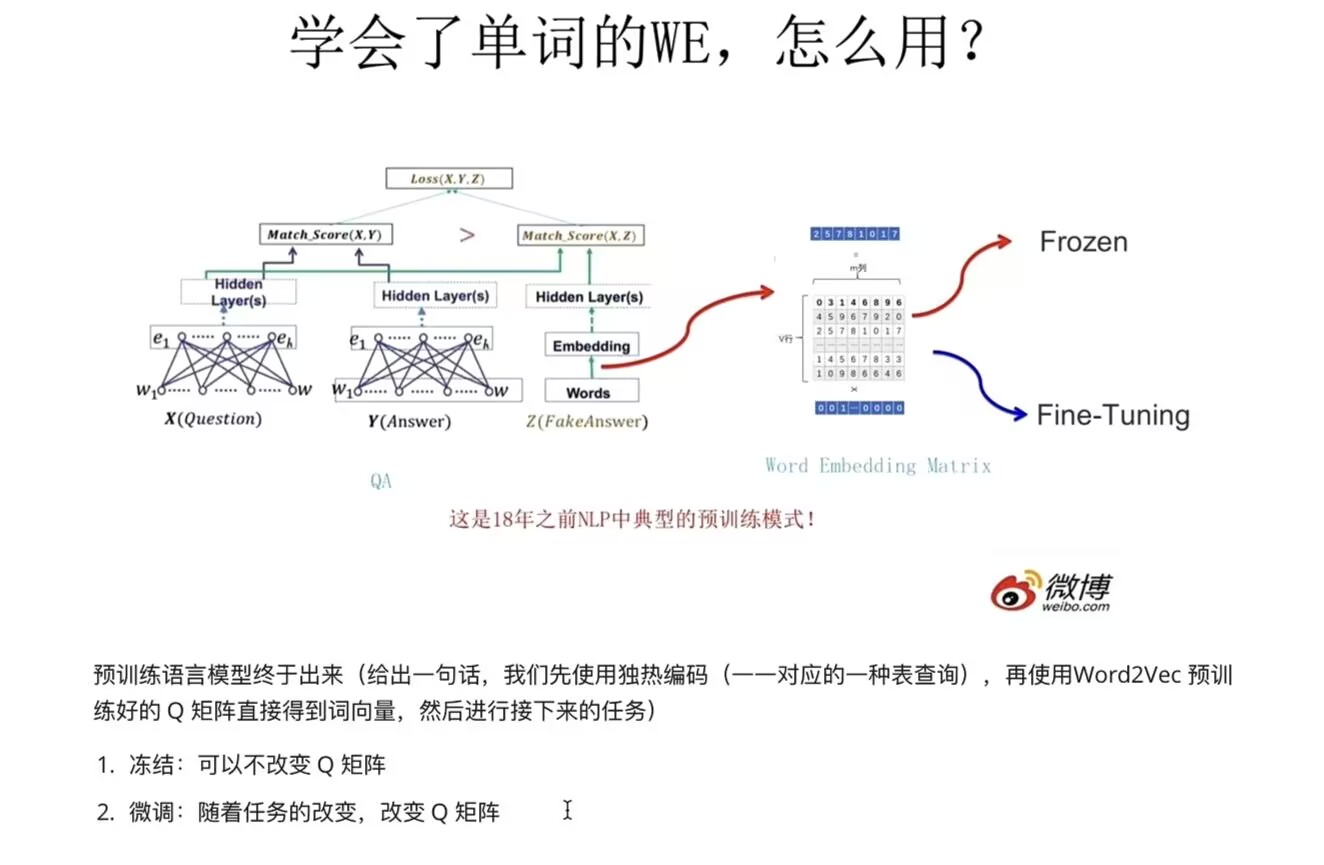 学会了单词的WE，怎么用？
Loss(X,Y,Z)
Match_Score(X,Y) > Match_Score(X,Z)
Hidden Layer(s) Hidden Layer(s) Hidden Layer(s)
e1 ····· ····· ek e1 ····· ····· ek Embedding
W1 ····· ····· W W1 ····· ····· W Words
X(Question) Y(Answer) Z(FakeAnswer)
QA
2 5 7 8 1 0 1 7
=
m列
V行
0 3 1 4 6 8 9 6
4 5 9 6 7 9 2 0
2 5 7 8 1 0 1 7
1 4 5 6 7 8 3 3
1 0 9 8 6 6 4 6
×
0 0 1 ··· 0 0 0 0
Word Embedding Matrix
Frozen
Fine-Tuning
这是18年之前NLP中典型的预训练模式！
微博
weibo.com
预训练语言模型终于出来（给出一句话，我们先使用独热编码（一一对应的一种表查询），再使用Word2Vec 预训
练好的 Q 矩阵直接得到词向量，然后进行接下来的任务）
1. 冻结：可以不改变 Q 矩阵
2. 微调：随着任务的改变，改变 Q 矩阵